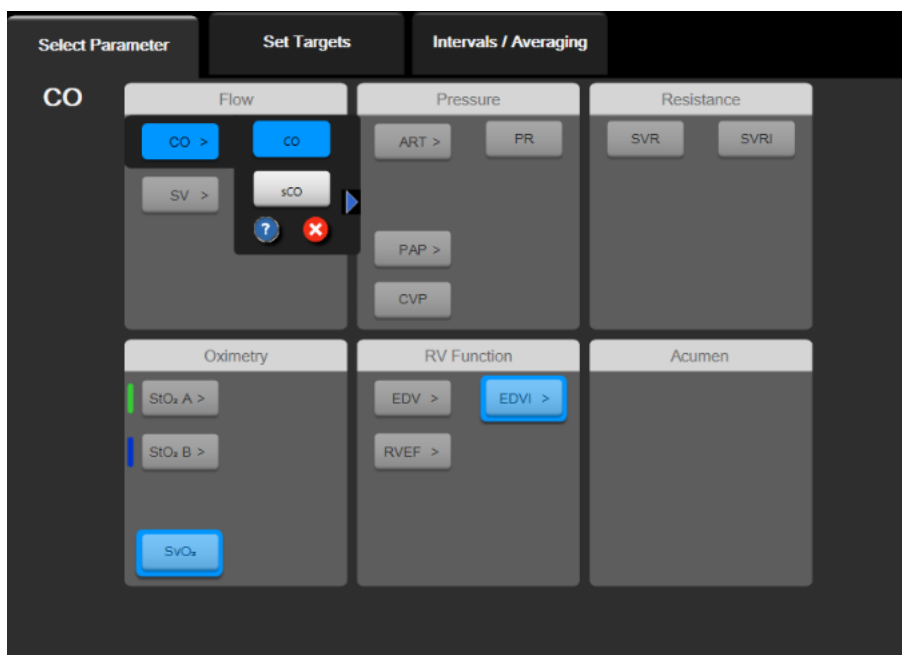 Select Parameter
Set Targets
Intervals / Averaging
CO
Flow
CO >
CO
SV >
sCO
?
Pressure
ART >
PR
PAP >
CVP
Resistance
SVR
SVRI
Oximetry
StO₂ A >
StO₂ B >
SvO₂
RV Function
EDV >
EDVI >
RVEF >
Acumen